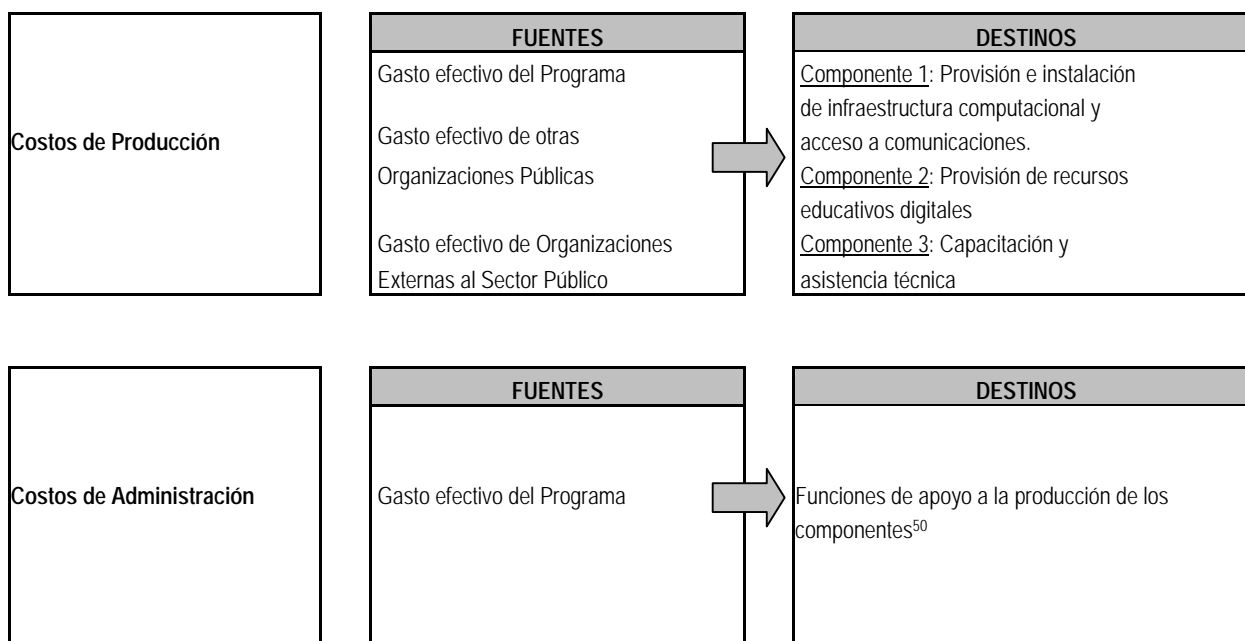 FUENTES
DESTINOS
Costos de Producción
Gasto efectivo del Programa
Gasto efectivo de otras
Organizaciones Públicas
Gasto efectivo de Organizaciones
Externas al Sector Público
Componente 1: Provisión e instalación
de infraestructura computacional y
acceso a comunicaciones.
Componente 2: Provisión de recursos
educativos digitales
Componente 3: Capacitación y
asistencia técnica
FUENTES
DESTINOS
Costos de Administración
Gasto efectivo del Programa
Funciones de apoyo a la producción de los
componentes50